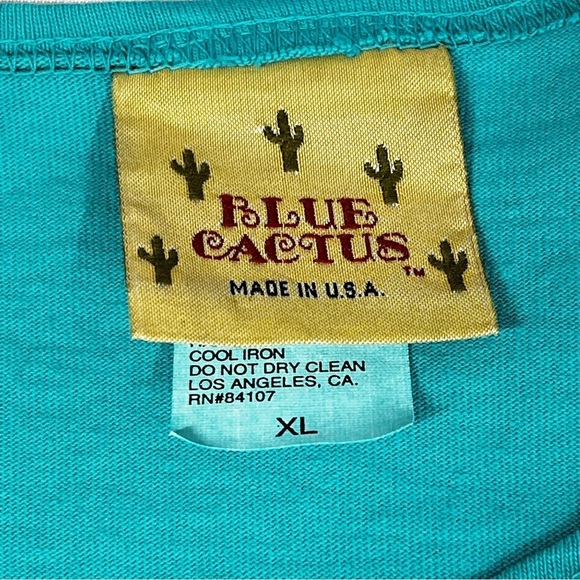 BLUE
CACTUS
™
MADE IN U.S.A.
COOL IRON
DO NOT DRY CLEAN
LOS ANGELES, CA.
RN#84107
XL